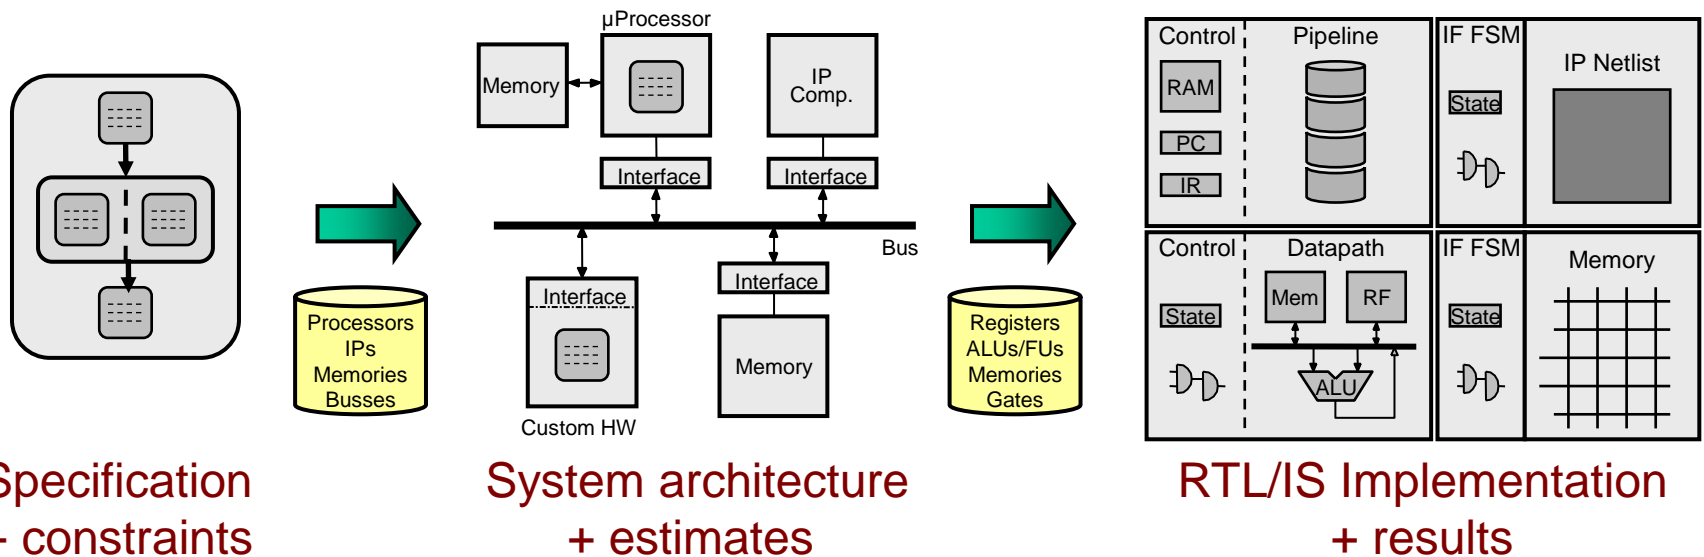 µProcessor
Memory
IP
Comp.
Interface
Interface
Bus
Interface
Interface
Memory
Custom HW
Processors
IPs
Memories
Busses
Registers
ALUs/FUs
Memories
Gates
Control
Pipeline
IF FSM
IP Netlist
RAM
State
PC
IR
Control
Datapath
IF FSM
Memory
Mem
RF
State
State
ALU
Specification
+ constraints
System architecture
+ estimates
RTL/IS Implementation
+ results